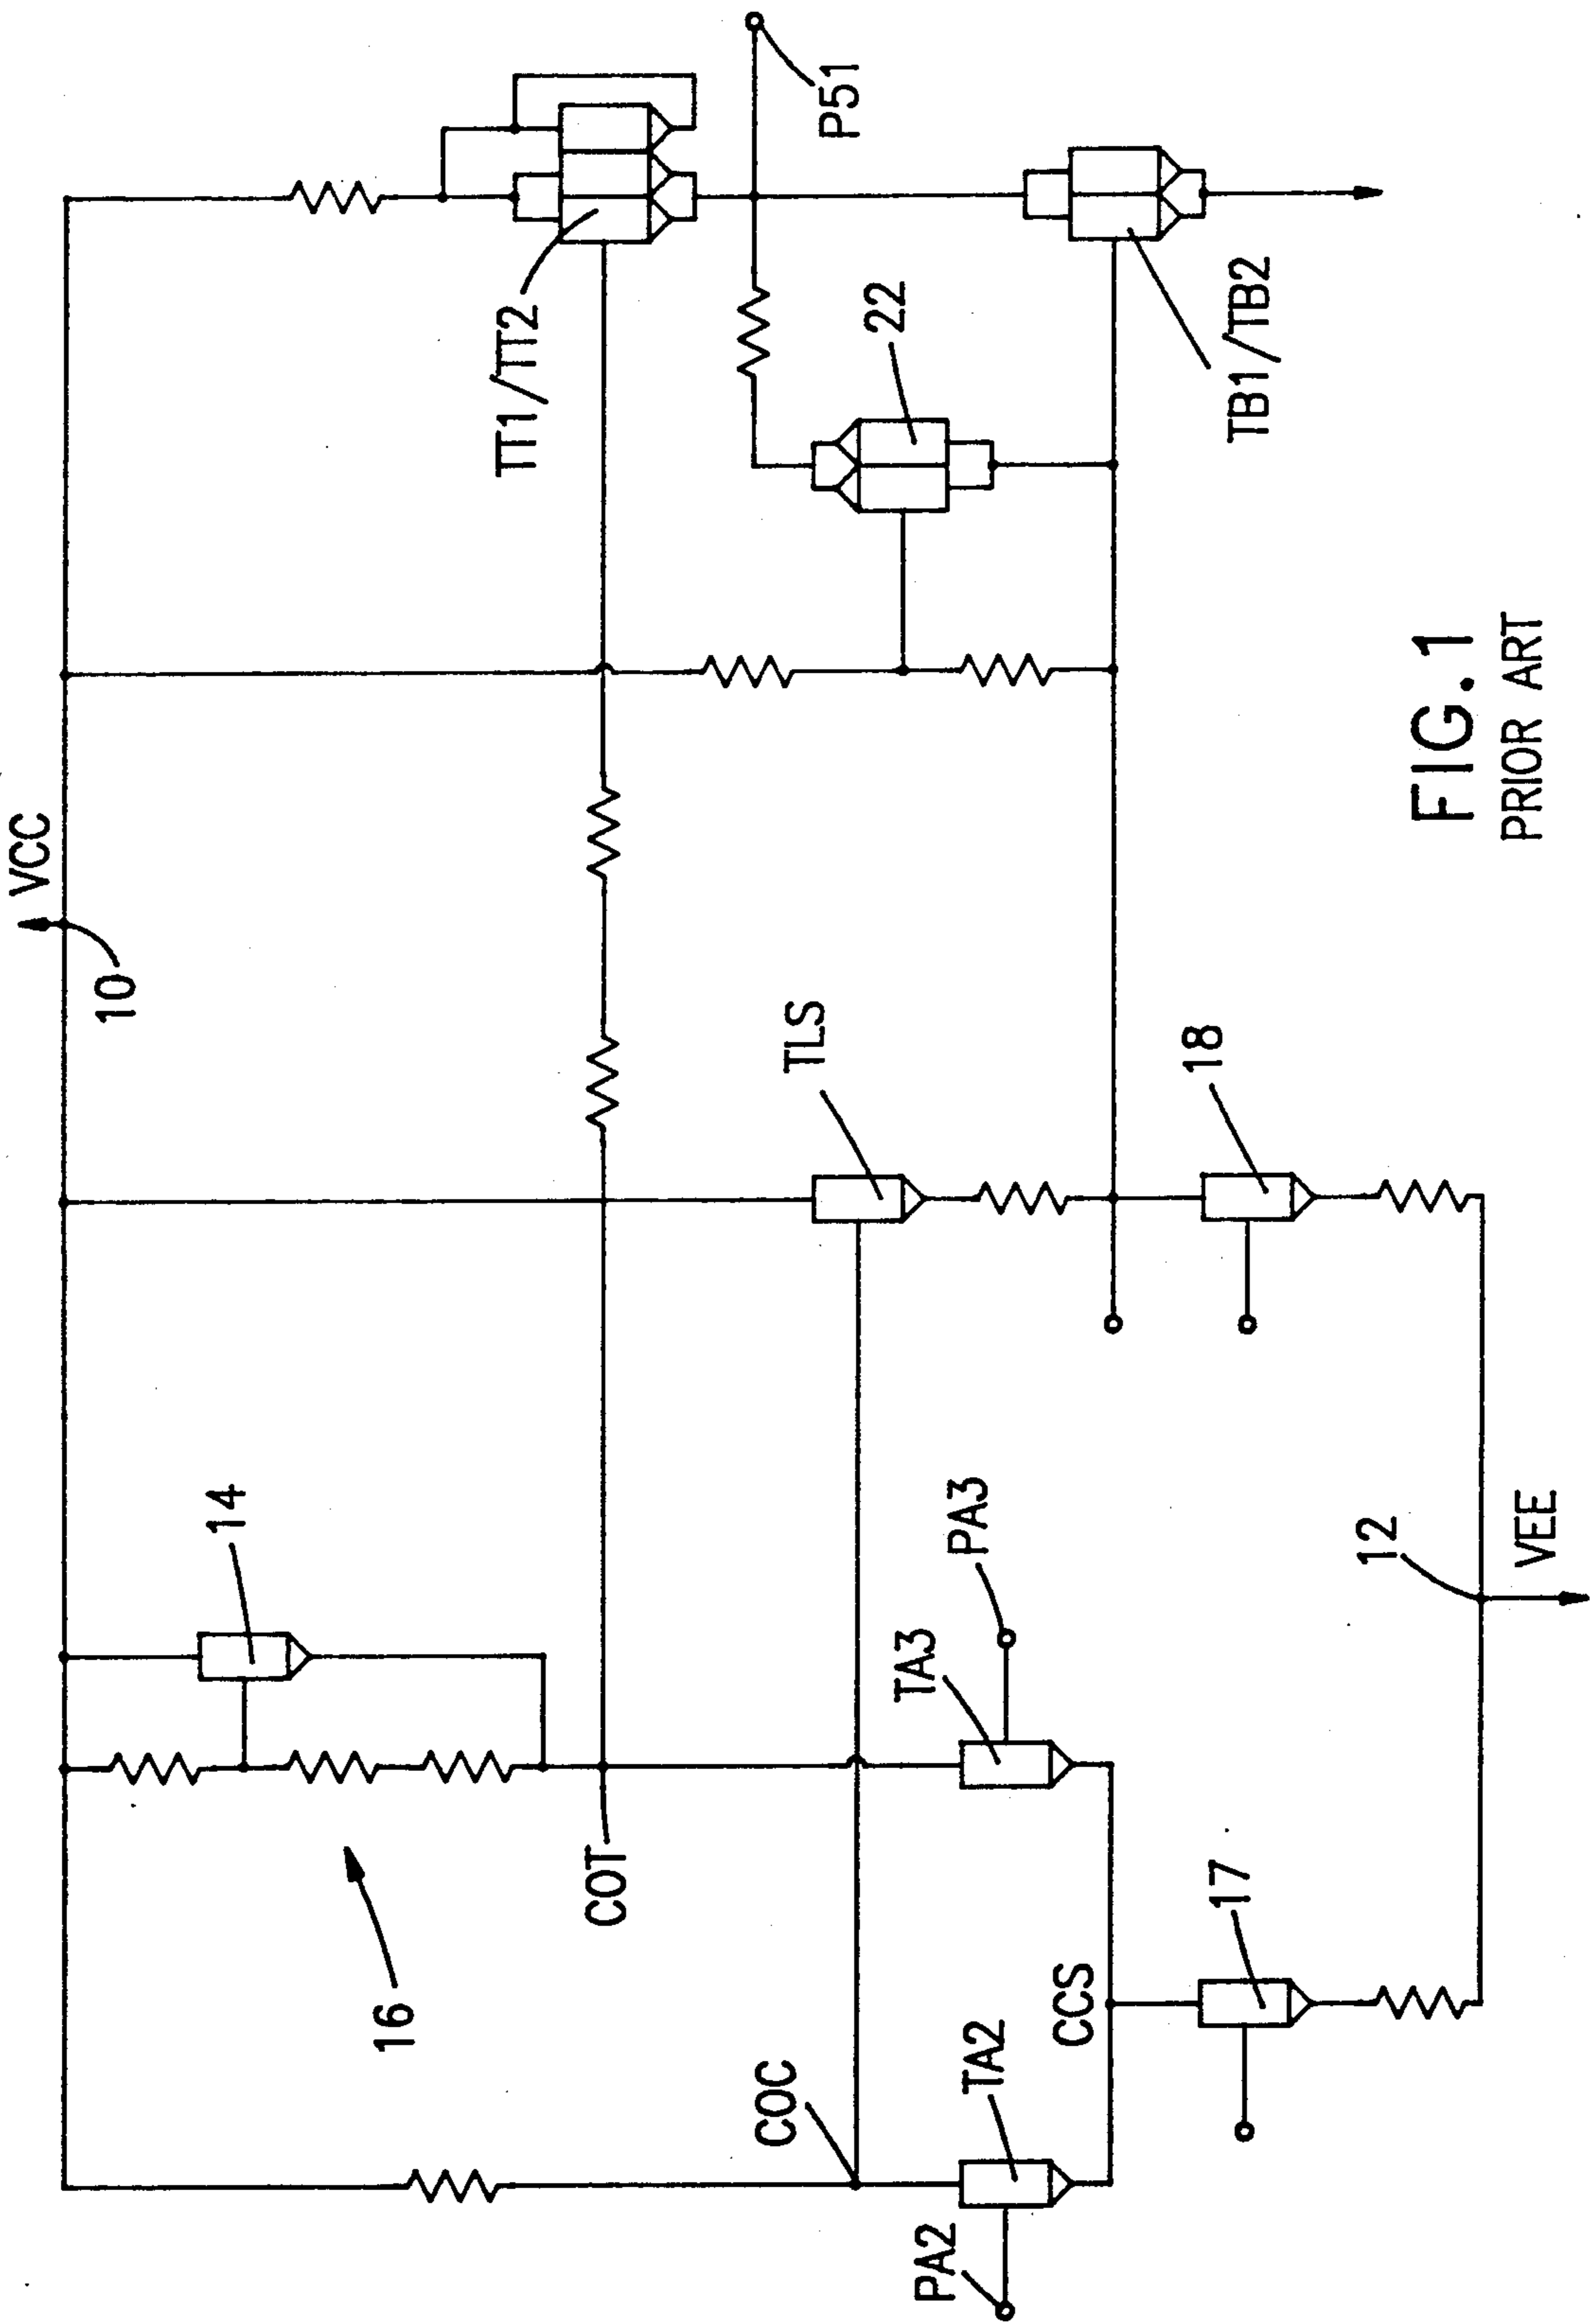 VCC
10
14
16
COT
COC
TLS
TT1/TT2
P51
22
TB1/TB2
PA2
TA2
TA3
PA3
CCS
17
18
12
VEE
FIG. 1
PRIOR ART